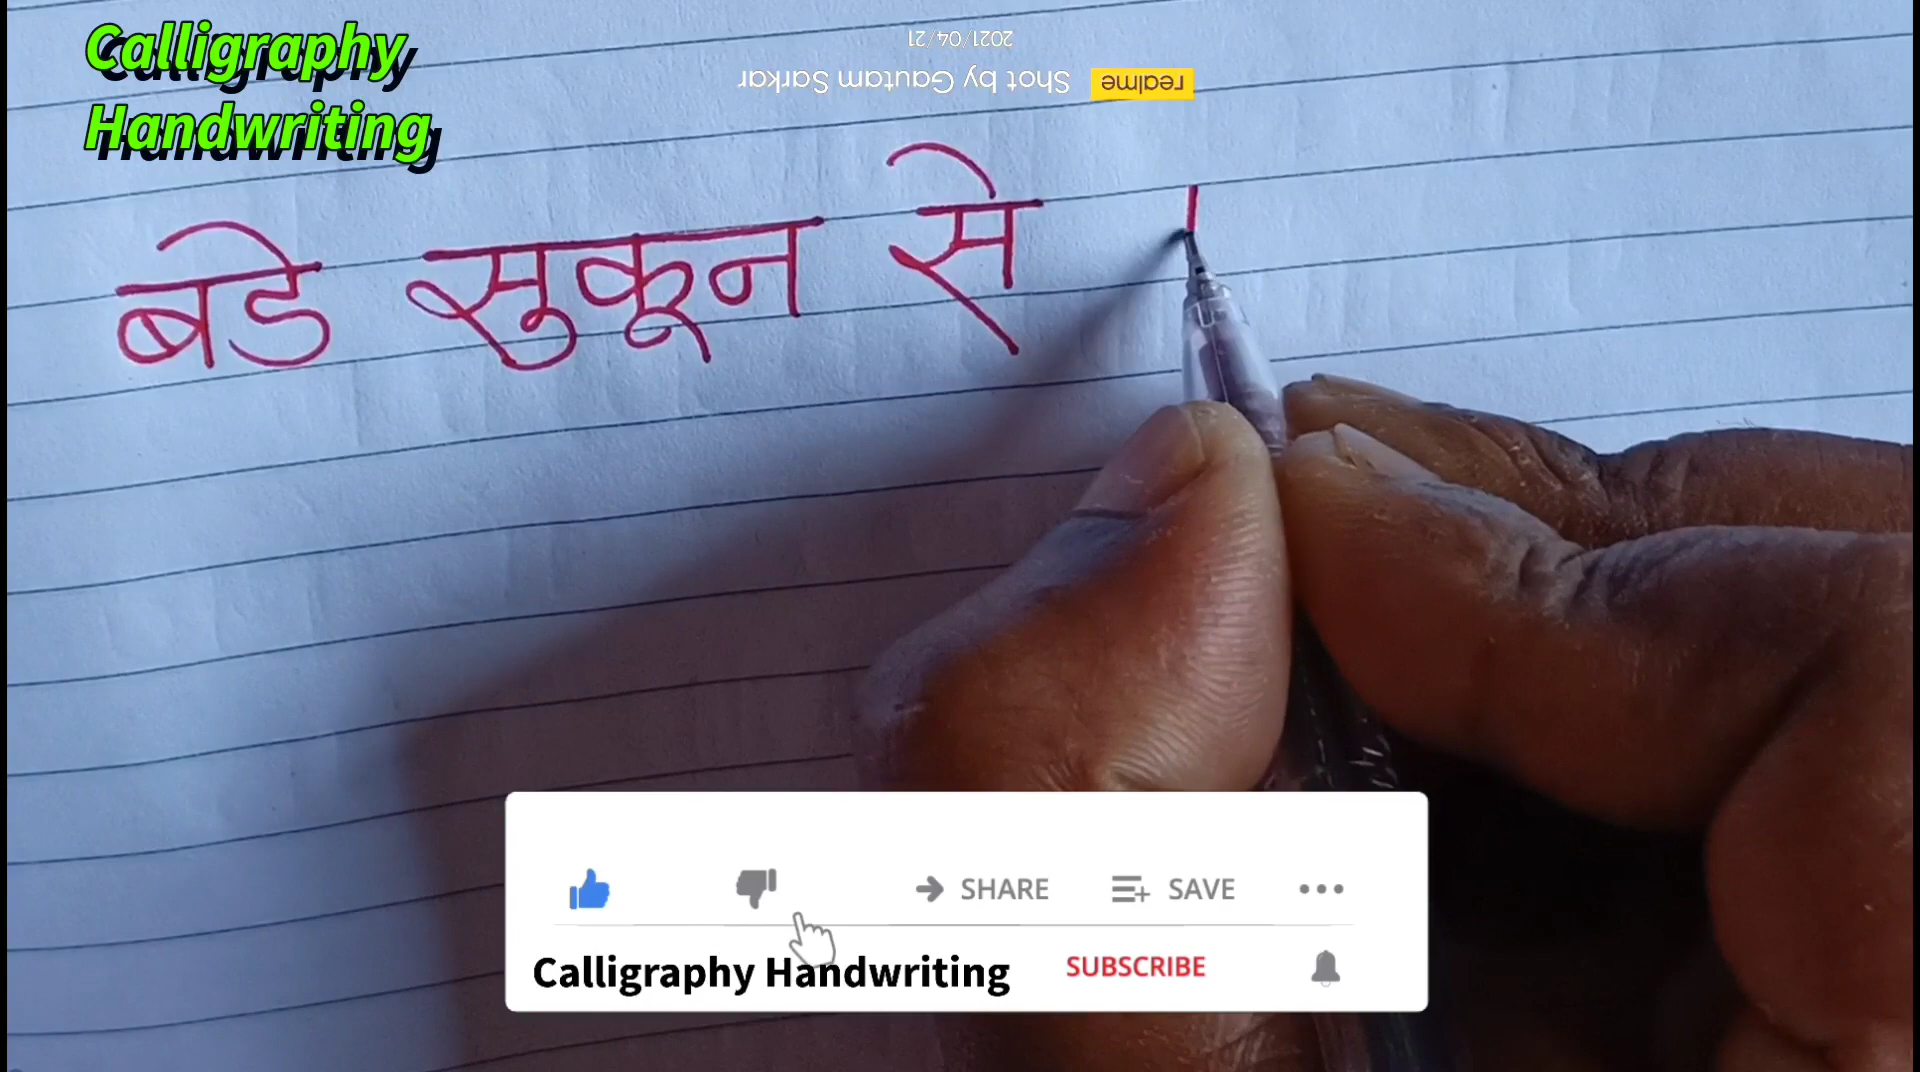 Calligraphy
Handwriting
2021/04/21
realme Shot by Gautam Sarkar
बडे सुकून से
SHARE SAVE
Calligraphy Handwriting SUBSCRIBE